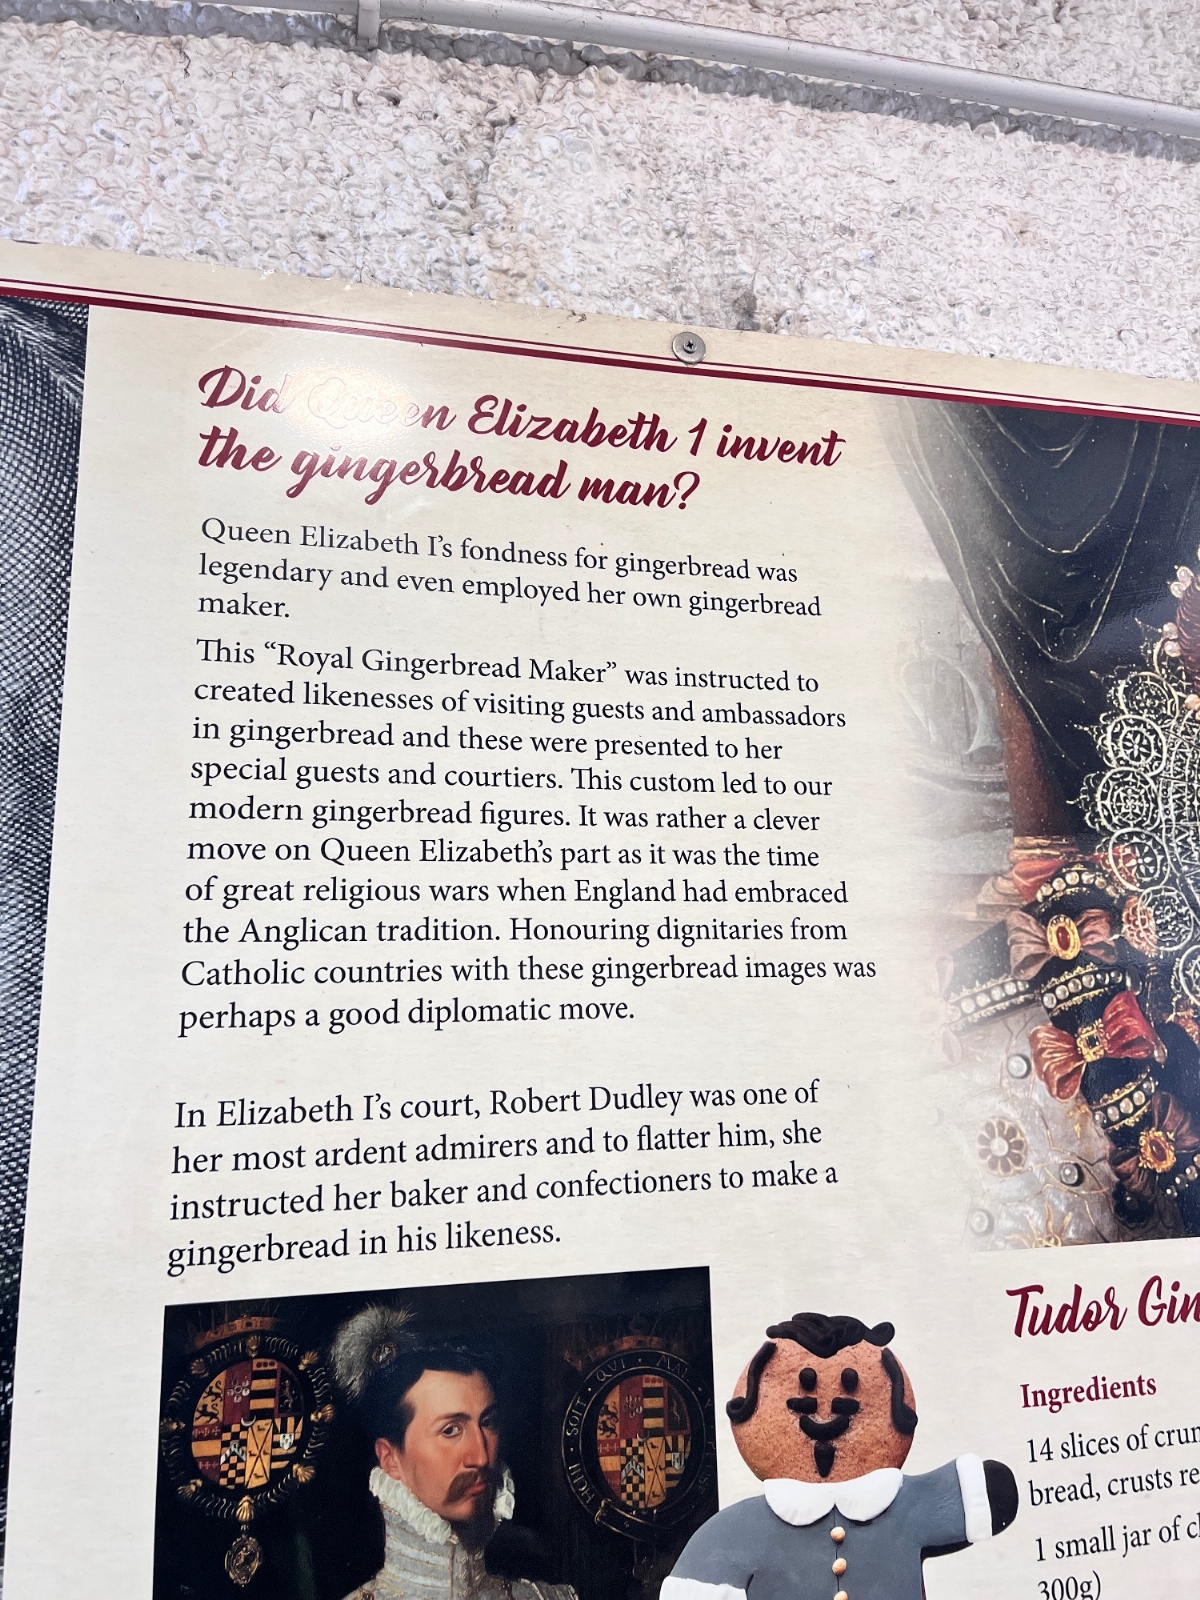 Did Queen Elizabeth 1 invent
the gingerbread man?
Queen Elizabeth I's fondness for gingerbread was
legendary and even employed her own gingerbread
maker.
This “Royal Gingerbread Maker” was instructed to
created likenesses of visiting guests and ambassadors
in gingerbread and these were presented to her
special guests and courtiers. This custom led to our
modern gingerbread figures. It was rather a clever
move on Queen Elizabeth's part as it was the time
of great religious wars when England had embraced
the Anglican tradition. Honouring dignitaries from
Catholic countries with these gingerbread images was
perhaps a good diplomatic move.
In Elizabeth I's court, Robert Dudley was one of
her most ardent admirers and to flatter him, she
instructed her baker and confectioners to make a
gingerbread in his likeness.
HONI · SOIT · QUI · MAL
Tudor
Ingredients
14 slices of
bread, crusts
1 small jar of
300g)